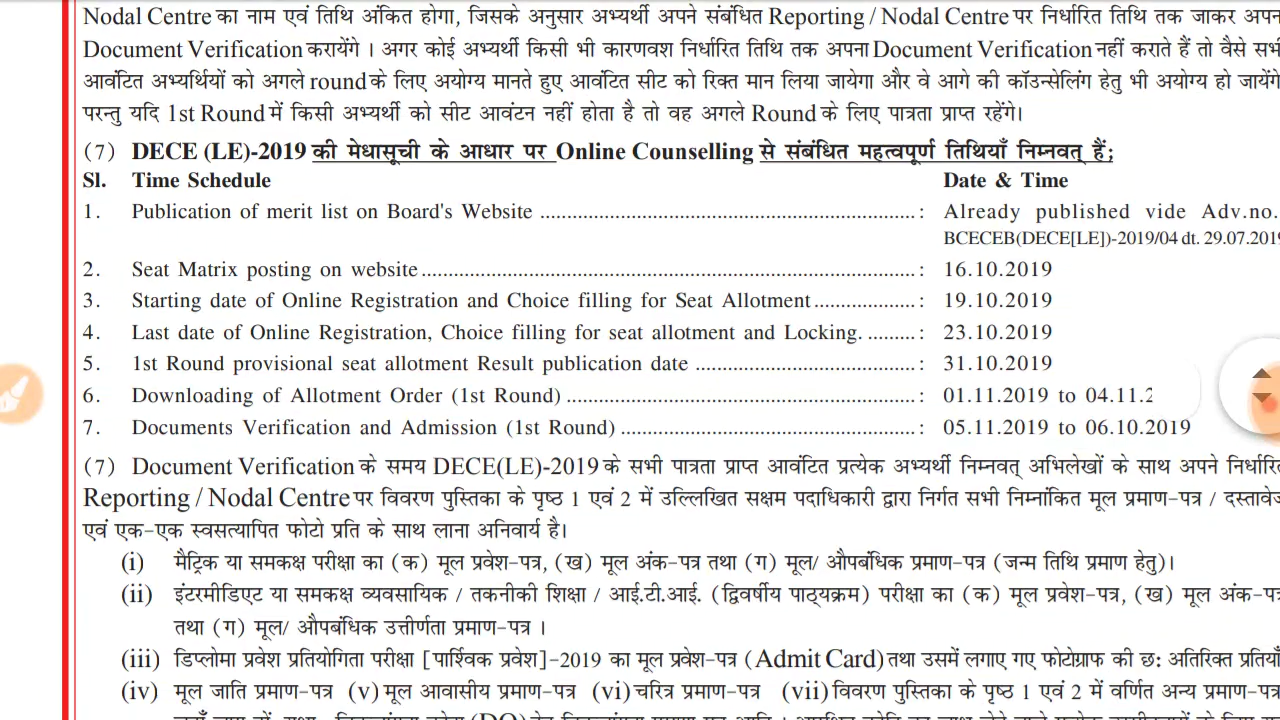 Nodal Centre का नाम एवं तिथि अंकित होगा, जिसके अनुसार अभ्यर्थी अपने संबंधित Reporting / Nodal Centre पर निर्धारित तिथि तक जाकर अपन
Document Verification करायेंगे । अगर कोई अभ्यर्थी किसी भी कारणवश निर्धारित तिथि तक अपना Document Verification नहीं कराते हैं तो वैसे सभी
आवंटित अभ्यर्थियों को अगले round के लिए अयोग्य मानते हुए आवंटित सीट को रिक्त मान लिया जायेगा और वे आगे की कॉउन्सेलिंग हेतु भी अयोग्य हो जायेंगे
परन्तु यदि 1st Round में किसी अभ्यर्थी को सीट आवंटन नहीं होता है तो वह अगले Round के लिए पात्रता प्राप्त रहेंगे।
(7) DECE (LE)-2019 की मेधासूची के आधार पर Online Counselling से संबंधित महत्वपूर्ण तिथियाँ निम्नवत् हैं;
Sl. Time Schedule Date & Time
1. Publication of merit list on Board's Website ........................................................................ : Already published vide Adv.no.
BCECEB(DECE[LE])-2019/04 dt. 29.07.2019
2. Seat Matrix posting on website ............................................................................................... : 16.10.2019
3. Starting date of Online Registration and Choice filling for Seat Allotment ................... : 19.10.2019
4. Last date of Online Registration, Choice filling for seat allotment and Locking. ......... : 23.10.2019
5. 1st Round provisional seat allotment Result publication date .......................................... : 31.10.2019
6. Downloading of Allotment Order (1st Round) ................................................................... : 01.11.2019 to 04.11.2
7. Documents Verification and Admission (1st Round) ........................................................ : 05.11.2019 to 06.10.2019
(7) Document Verification के समय DECE(LE)-2019 के सभी पात्रता प्राप्त आवंटित प्रत्येक अभ्यर्थी निम्नवत् अभिलेखों के साथ अपने निर्धारि
Reporting / Nodal Centre पर विवरण पुस्तिका के पृष्ठ 1 एवं 2 में उल्लिखित सक्षम पदाधिकारी द्वारा निर्गत सभी निम्नांकित मूल प्रमाण-पत्र / दस्तावेज
एवं एक-एक स्वसत्यापित फोटो प्रति के साथ लाना अनिवार्य है।
(i) मैट्रिक या समकक्ष परीक्षा का (क) मूल प्रवेश-पत्र, (ख) मूल अंक-पत्र तथा (ग) मूल/ औपबंधिक प्रमाण-पत्र (जन्म तिथि प्रमाण हेतु)।
(ii) इंटरमीडिएट या समकक्ष व्यवसायिक / तकनीकी शिक्षा / आई.टी.आई. (द्विवर्षीय पाठ्यक्रम) परीक्षा का (क) मूल प्रवेश-पत्र, (ख) मूल अंक-पत्र
तथा (ग) मूल/ औपबंधिक उत्तीर्णता प्रमाण-पत्र ।
(iii) डिप्लोमा प्रवेश प्रतियोगिता परीक्षा [पार्श्विक प्रवेश]-2019 का मूल प्रवेश-पत्र (Admit Card) तथा उसमें लगाए गए फोटोग्राफ की छ: अतिरिक्त प्रतियाँ
(iv) मूल जाति प्रमाण-पत्र (v) मूल आवासीय प्रमाण-पत्र (vi) चरित्र प्रमाण-पत्र (vii) विवरण पुस्तिका के पृष्ठ 1 एवं 2 में वर्णित अन्य प्रमाण-पत्र